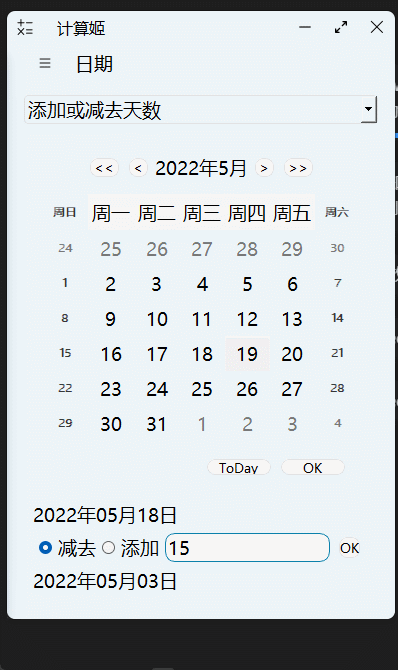 计算姬
日期
添加或减去天数
<< < 2022年5月 > >>
周日 周一 周二 周三 周四 周五 周六
24 25 26 27 28 29 30
1 2 3 4 5 6 7
8 9 10 11 12 13 14
15 16 17 18 19 20 21
22 23 24 25 26 27 28
29 30 31 1 2 3 4
ToDay OK
2022年05月18日
减去 添加 15 OK
2022年05月03日